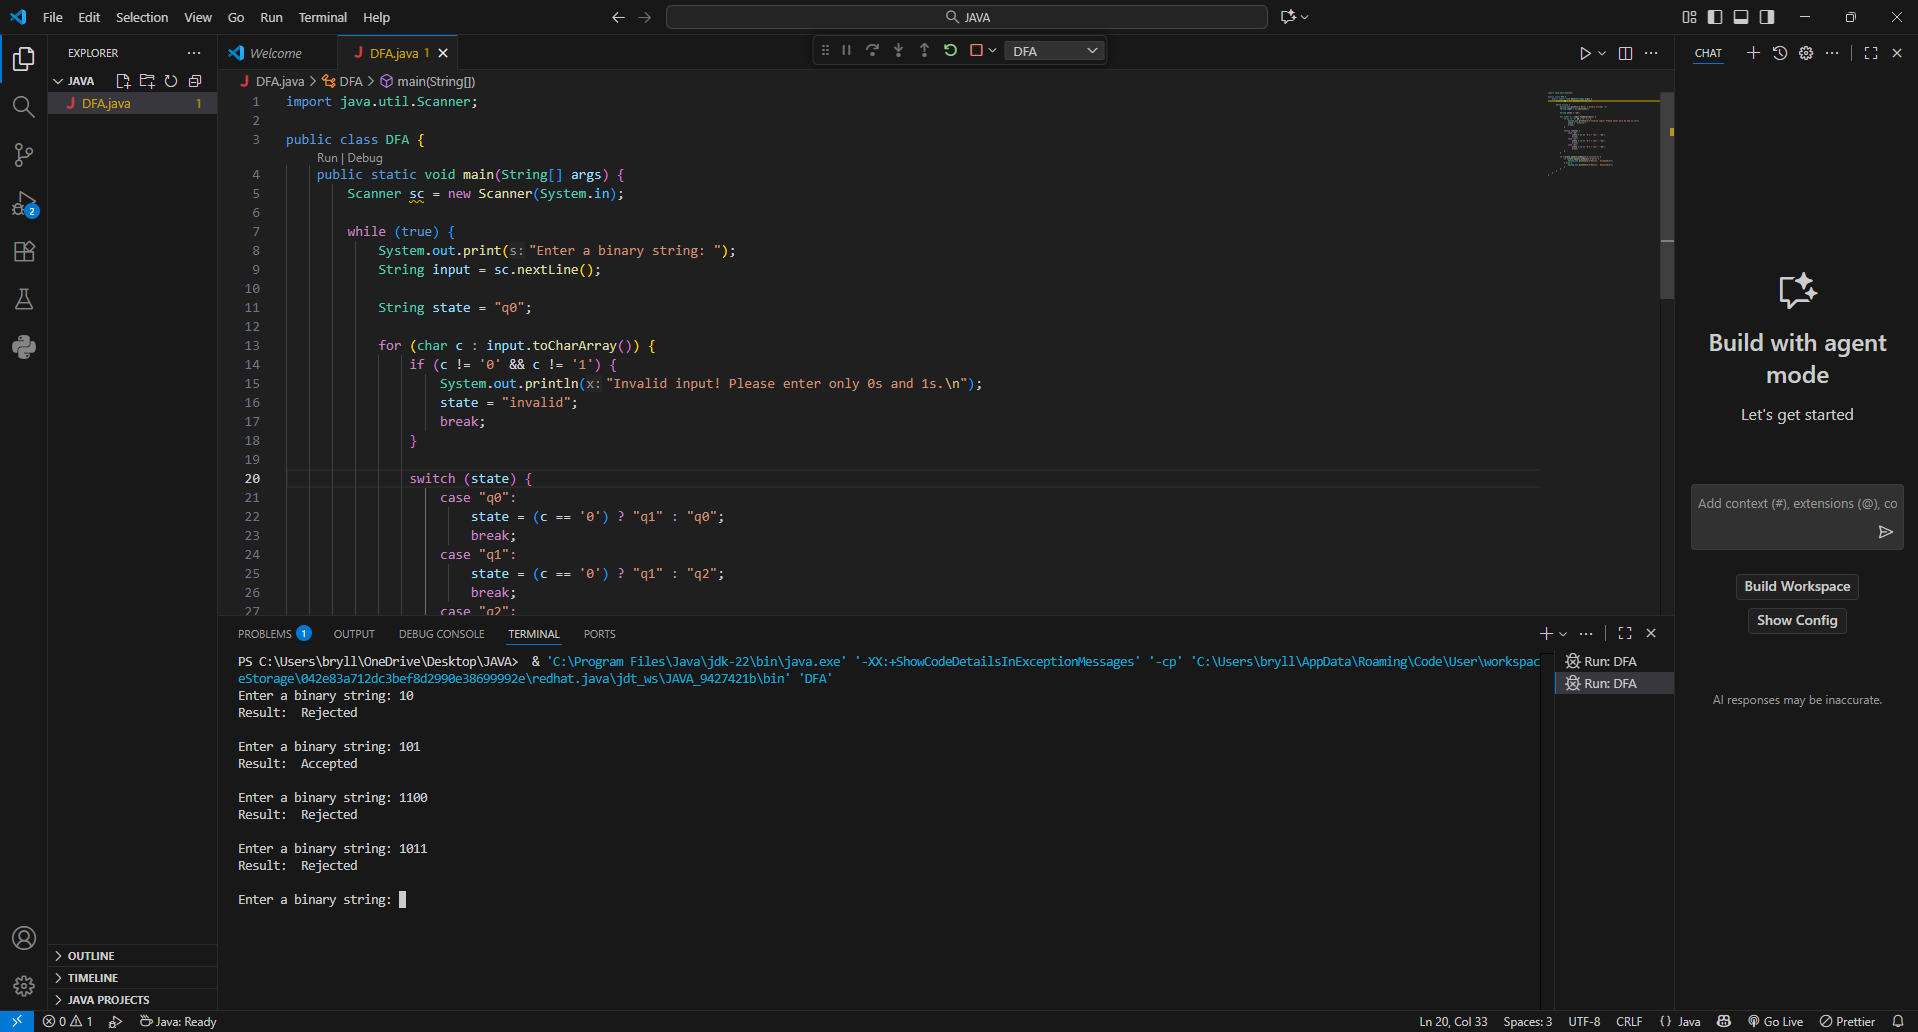 File Edit Selection View Go Run Terminal Help
JAVA
EXPLORER
JAVA
J DFA.java 1
OUTLINE
TIMELINE
JAVA PROJECTS
Welcome
J DFA.java 1
DFA
J DFA.java > DFA > main(String[])
1 import java.util.Scanner;
2
3 public class DFA {
Run | Debug
4 public static void main(String[] args) {
5 Scanner sc = new Scanner(System.in);
6
7 while (true) {
8 System.out.print(s: "Enter a binary string: ");
9 String input = sc.nextLine();
10
11 String state = "q0";
12
13 for (char c : input.toCharArray()) {
14 if (c != '0' && c != '1') {
15 System.out.println(x: "Invalid input! Please enter only 0s and 1s.\n");
16 state = "invalid";
17 break;
18 }
19
20 switch (state) {
21 case "q0":
22 state = (c == '0') ? "q1" : "q0";
23 break;
24 case "q1":
25 state = (c == '0') ? "q1" : "q2";
26 break;
27 case "q2":
PROBLEMS 1 OUTPUT DEBUG CONSOLE TERMINAL PORTS
PS C:\Users\bryll\OneDrive\Desktop\JAVA> & 'C:\Program Files\Java\jdk-22\bin\java.exe' '-XX:+ShowCodeDetailsInExceptionMessages' '-cp' 'C:\Users\bryll\AppData\Roaming\Code\User\workspac
eStorage\042e83a712dc3bef8d2990e38699992e\redhat.java\jdt_ws\JAVA_9427421b\bin' 'DFA'
Enter a binary string: 10
Result: Rejected
Enter a binary string: 101
Result: Accepted
Enter a binary string: 1100
Result: Rejected
Enter a binary string: 1011
Result: Rejected
Enter a binary string:
Run: DFA
Run: DFA
CHAT
Build with agent
mode
Let's get started
Add context (#), extensions (@), co
Build Workspace
Show Config
AI responses may be inaccurate.
2
0 1 Java: Ready
Ln 20, Col 33 Spaces: 3 UTF-8 CRLF {} Java Go Live Prettier